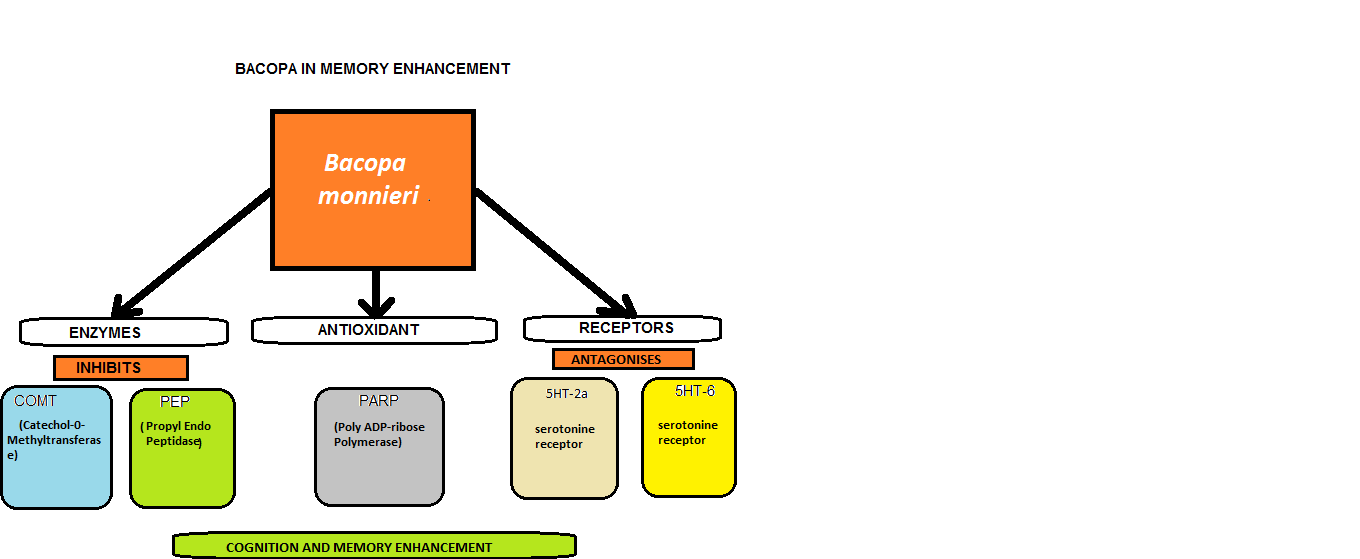 BACOPA IN MEMORY ENHANCEMENT
Bacopa
monnieri .
ENZYMES
ANTIOXIDANT
RECEPTORS
INHIBITS
ANTAGONISES
COMT
(Catechol-0-
Methyltransferas
e)
PEP
( Propyl Endo
Peptidase)
PARP
(Poly ADP-ribose
Polymerase)
5HT-2a
serotonine
receptor
5HT-6
serotonine
receptor
COGNITION AND MEMORY ENHANCEMENT